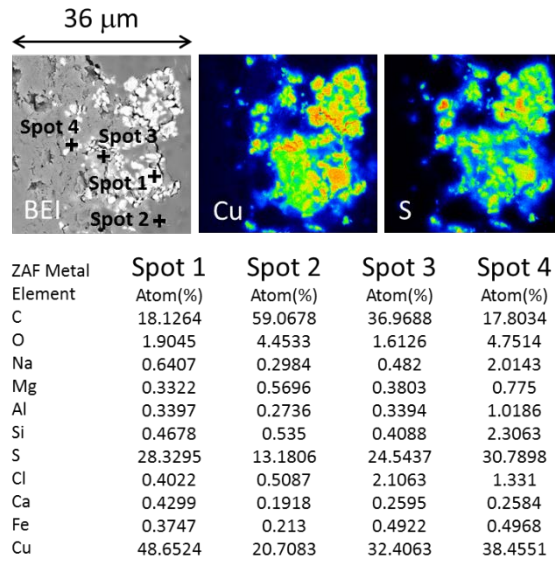 36 μm
Spot 4
Spot 3
Spot 1
Spot 2
BEI
Cu
S
ZAF Metal Spot 1 Spot 2 Spot 3 Spot 4
Element Atom(%) Atom(%) Atom(%) Atom(%)
C 18.1264 59.0678 36.9688 17.8034
O 1.9045 4.4533 1.6126 4.7514
Na 0.6407 0.2984 0.482 2.0143
Mg 0.3322 0.5696 0.3803 0.775
Al 0.3397 0.2736 0.3394 1.0186
Si 0.4678 0.535 0.4088 2.3063
S 28.3295 13.1806 24.5437 30.7898
Cl 0.4022 0.5087 2.1063 1.331
Ca 0.4299 0.1918 0.2595 0.2584
Fe 0.3747 0.213 0.4922 0.4968
Cu 48.6524 20.7083 32.4063 38.4551